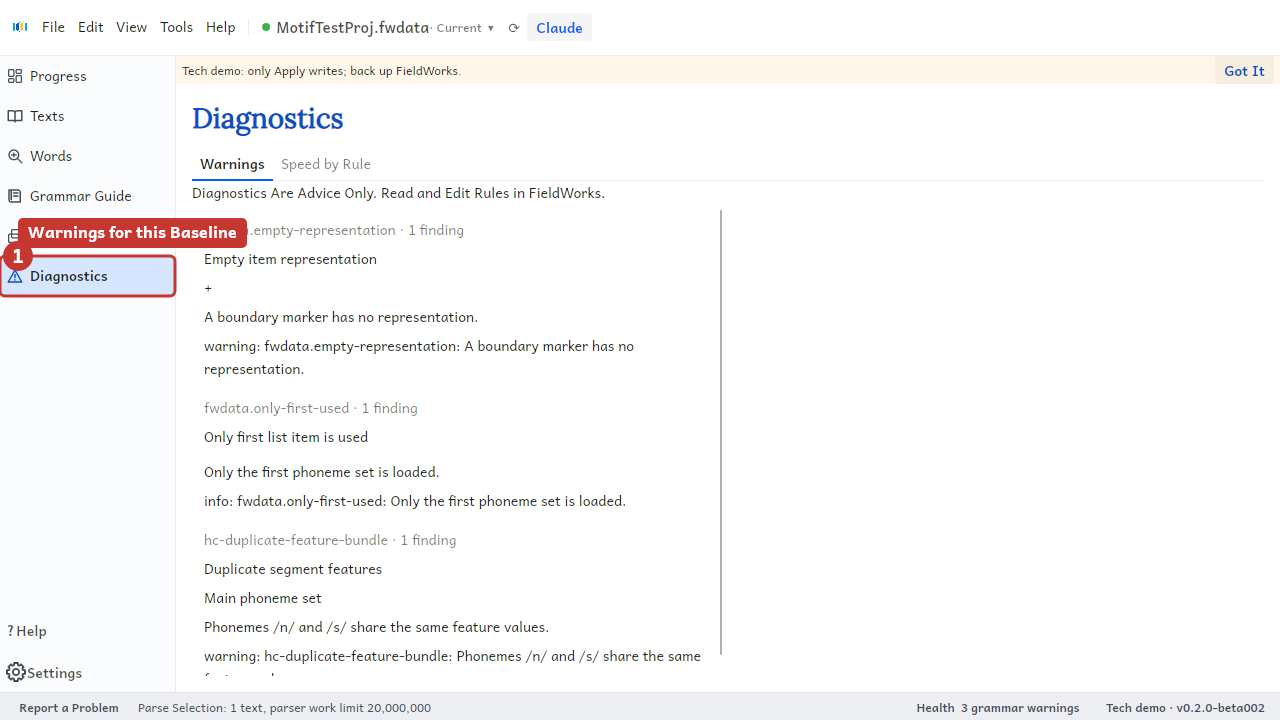 File Edit View Tools Help
MotifTestProj.fwdata · Current ▾ ⟳ Claude
Progress
Texts
Words
Grammar Guide
Diagnostics
? Help
Settings
Warnings for this Baseline
1
Tech demo: only Apply writes; back up FieldWorks.
Got It
Diagnostics
Warnings Speed by Rule
Diagnostics Are Advice Only. Read and Edit Rules in FieldWorks.
.empty-representation · 1 finding
Empty item representation
+
A boundary marker has no representation.
warning: fwdata.empty-representation: A boundary marker has no
representation.
fwdata.only-first-used · 1 finding
Only first list item is used
Only the first phoneme set is loaded.
info: fwdata.only-first-used: Only the first phoneme set is loaded.
hc-duplicate-feature-bundle · 1 finding
Duplicate segment features
Main phoneme set
Phonemes /n/ and /s/ share the same feature values.
warning: hc-duplicate-feature-bundle: Phonemes /n/ and /s/ share the same
Report a Problem Parse Selection: 1 text, parser work limit 20,000,000
Health 3 grammar warnings Tech demo · v0.2.0-beta002